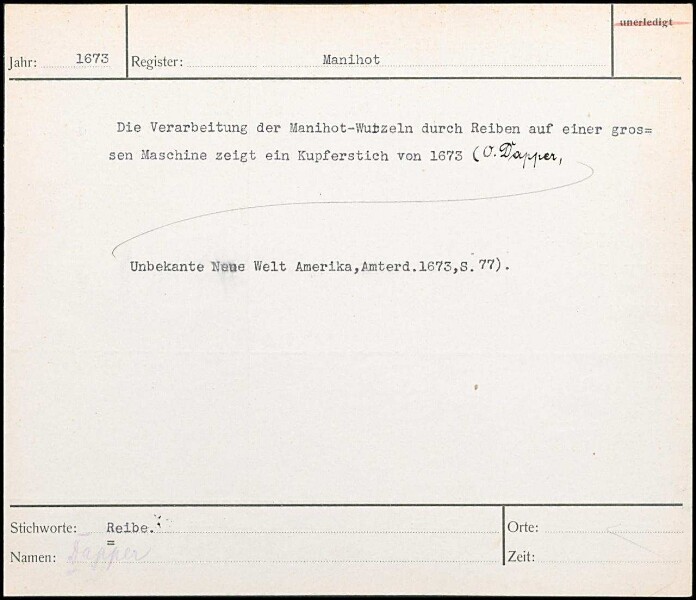 unerledigt
Jahr: 1673 Register: Manihot
Die Verarbeitung der Manihot-Wutzeln durch Reiben auf einer gros=
sen Maschine zeigt ein Kupferstich von 1673 (O. Dapper,
Unbekante Neue Welt Amerika,Amterd.1673,S.77).
Stichworte: Reibe. Orte:
Namen: Dapper Zeit: